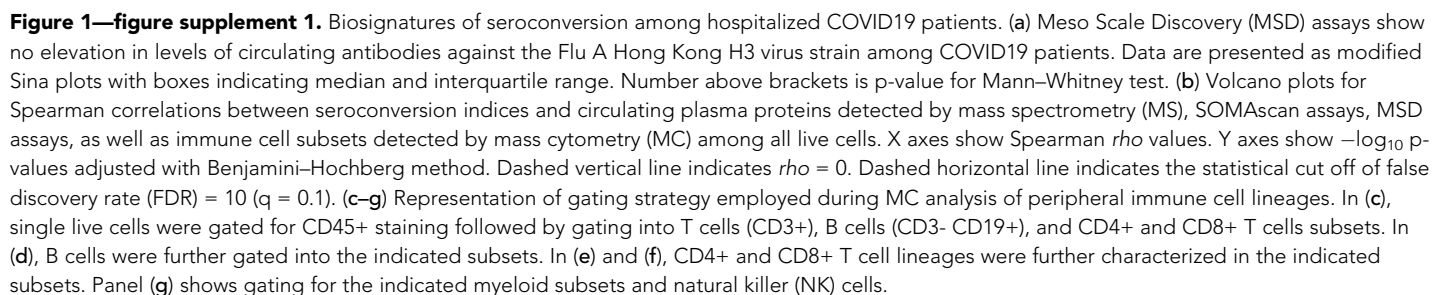 Figure 1—figure supplement 1. Biosignatures of seroconversion among hospitalized COVID19 patients. (a) Meso Scale Discovery (MSD) assays show
no elevation in levels of circulating antibodies against the Flu A Hong Kong H3 virus strain among COVID19 patients. Data are presented as modified
Sina plots with boxes indicating median and interquartile range. Number above brackets is p-value for Mann–Whitney test. (b) Volcano plots for
Spearman correlations between seroconversion indices and circulating plasma proteins detected by mass spectrometry (MS), SOMAscan assays, MSD
assays, as well as immune cell subsets detected by mass cytometry (MC) among all live cells. X axes show Spearman rho values. Y axes show −log10 p-
values adjusted with Benjamini–Hochberg method. Dashed vertical line indicates rho = 0. Dashed horizontal line indicates the statistical cut off of false
discovery rate (FDR) = 10 (q = 0.1). (c–g) Representation of gating strategy employed during MC analysis of peripheral immune cell lineages. In (c),
single live cells were gated for CD45+ staining followed by gating into T cells (CD3+), B cells (CD3- CD19+), and CD4+ and CD8+ T cells subsets. In
(d), B cells were further gated into the indicated subsets. In (e) and (f), CD4+ and CD8+ T cell lineages were further characterized in the indicated
subsets. Panel (g) shows gating for the indicated myeloid subsets and natural killer (NK) cells.